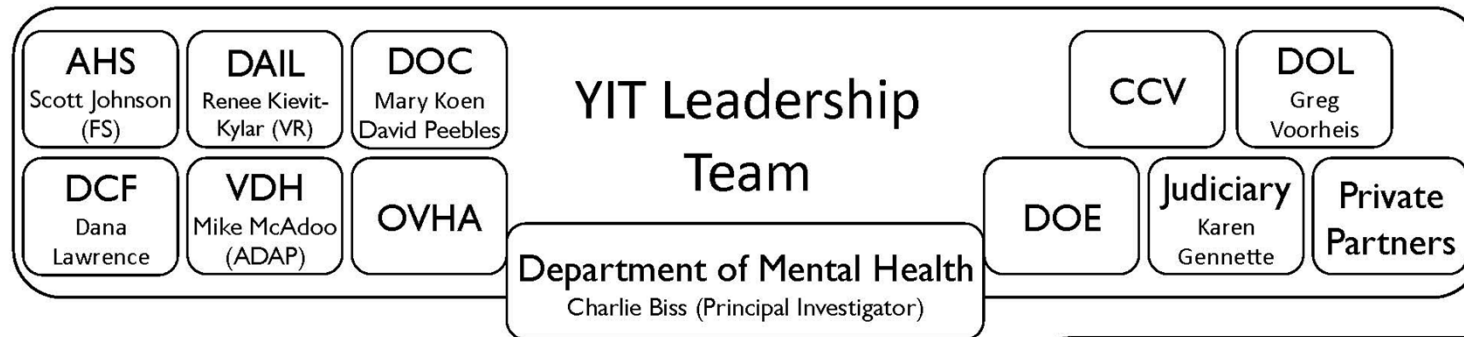 AHS
Scott Johnson
(FS)
DAIL
Renee Kievit-
Kylar (VR)
DOC
Mary Koen
David Peebles
YIT Leadership
Team
CCV
DOL
Greg
Voorheis
DCF
Dana
Lawrence
VDH
Mike McAdoo
(ADAP)
OVHA
Department of Mental Health
Charlie Biss (Principal Investigator)
DOE
Judiciary
Karen
Gennette
Private
Partners